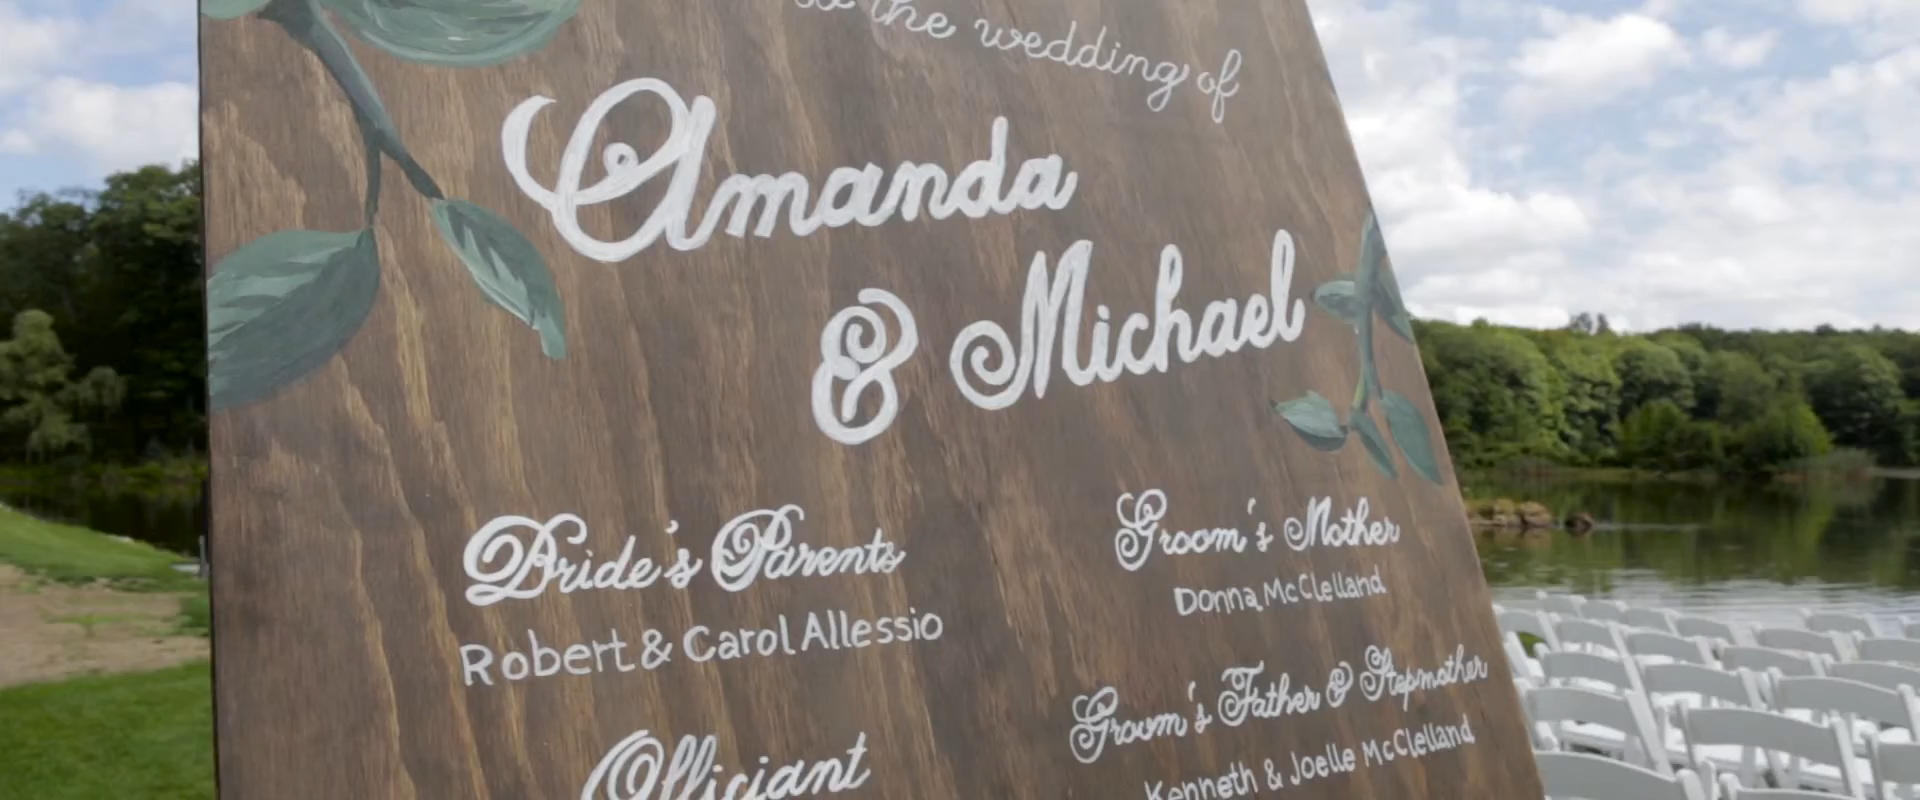 to the wedding of
Amanda
& Michael
Bride's Parents
Robert & Carol Allessio
Officiant
Groom's Mother
Donna McClelland
Groom's Father & Stepmother
Kenneth & Joelle McClelland